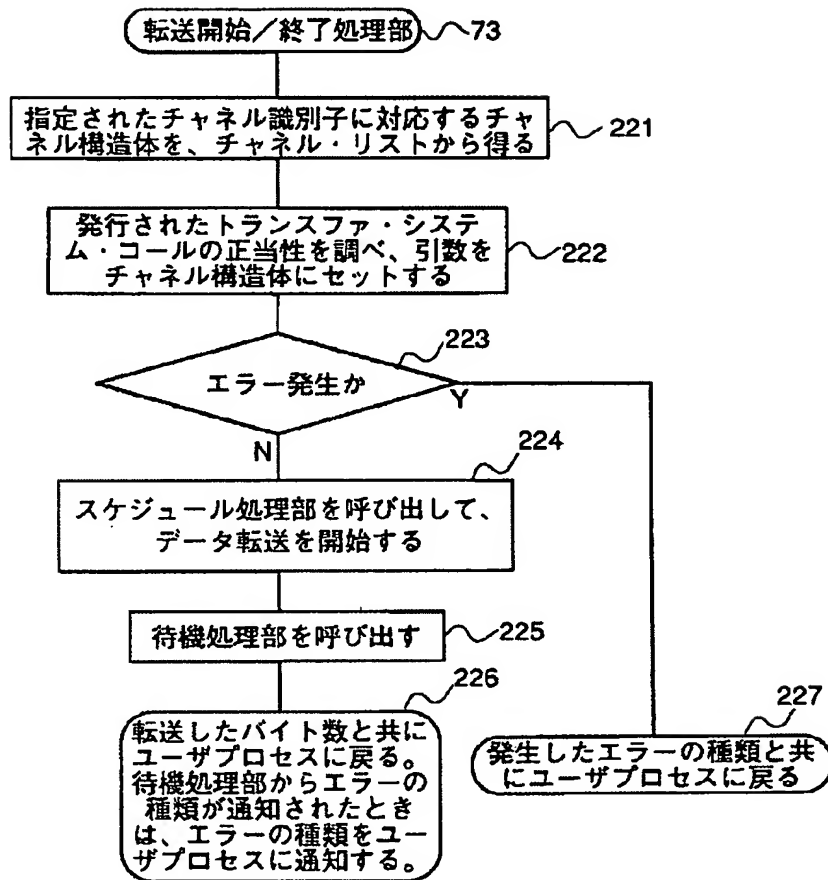 転送開始／終了処理部
73
指定されたチャネル識別子に対応するチャ
ネル構造体を、チャネル・リストから得る
221
発行されたトランスファ・システ
ム・コールの正当性を調べ、引数を
チャネル構造体にセットする
222
223
エラー発生か
Y
N
224
スケジュール処理部を呼び出して、
データ転送を開始する
待機処理部を呼び出す
225
226
転送したバイト数と共に
ユーザプロセスに戻る。
待機処理部からエラーの
種類が通知されたとき
は、エラーの種類をユー
ザプロセスに通知する。
227
発生したエラーの種類と共
にユーザプロセスに戻る